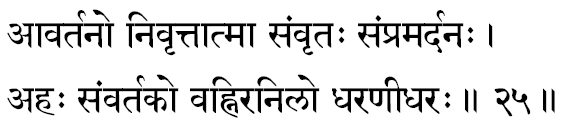 आवर्तनो निवृत्तात्मा संवृतः संप्रमर्दनः ।
अहः संवर्तको वह्निरनिलो धरणीधरः ॥ २५ ॥